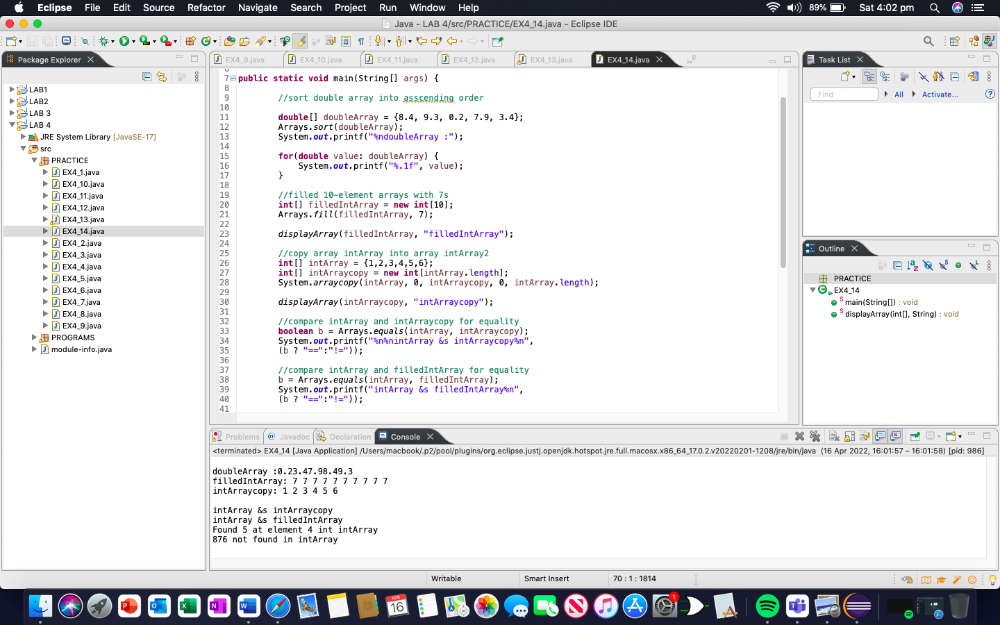 Eclipse File Edit Source Refactor Navigate Search Project Run Window Help 89% Sat 4:02 pm
Java - LAB 4/src/PRACTICE/EX4_14.java - Eclipse IDE
Package Explorer
LAB1
LAB2
LAB 3
LAB 4
JRE System Library [JavaSE-17]
src
PRACTICE
EX4_1.java
EX4_10.java
EX4_11.java
EX4_12.java
EX4_13.java
EX4_14.java
EX4_2.java
EX4_3.java
EX4_4.java
EX4_5.java
EX4_6.java
EX4_7.java
EX4_8.java
EX4_9.java
PROGRAMS
module-info.java
EX4_9.java EX4_10.java EX4_11.java EX4_12.java EX4_13.java EX4_14.java »8
6
7 public static void main(String[] args) {
8
9 //sort double array into asscending order
10
11 double[] doubleArray = {8.4, 9.3, 0.2, 7.9, 3.4};
12 Arrays.sort(doubleArray);
13 System.out.printf("%ndoubleArray :");
14
15 for(double value: doubleArray) {
16 System.out.printf("%.1f", value);
17 }
18
19 //filled 10-element arrays with 7s
20 int[] filledIntArray = new int[10];
21 Arrays.fill(filledIntArray, 7);
22
23 displayArray(filledIntArray, "filledIntArray");
24
25 //copy array intArray into array intArray2
26 int[] intArray = {1,2,3,4,5,6};
27 int[] intArraycopy = new int[intArray.length];
28 System.arraycopy(intArray, 0, intArraycopy, 0, intArray.length);
29
30 displayArray(intArraycopy, "intArraycopy");
31
32 //compare intArray and intArraycopy for equality
33 boolean b = Arrays.equals(intArray, intArraycopy);
34 System.out.printf("%n%nintArray &s intArraycopy%n",
35 (b ? "==":"!="));
36
37 //compare intArray and filledIntArray for equality
38 b = Arrays.equals(intArray, filledIntArray);
39 System.out.printf("intArray &s filledIntArray%n",
40 (b ? "==":"!="));
41
Task List
Find All Activate...
Outline
PRACTICE
EX4_14
main(String[]) : void
displayArray(int[], String) : void
Problems @ Javadoc Declaration Console
<terminated> EX4_14 [Java Application] /Users/macbook/.p2/pool/plugins/org.eclipse.justj.openjdk.hotspot.jre.full.macosx.x86_64_17.0.2.v20220201-1208/jre/bin/java (16 Apr 2022, 16:01:57 – 16:01:58) [pid: 986]
doubleArray :0.23.47.98.49.3
filledIntArray: 7 7 7 7 7 7 7 7 7 7
intArraycopy: 1 2 3 4 5 6
intArray &s intArraycopy
intArray &s filledIntArray
Found 5 at element 4 int intArray
876 not found in intArray
Writable Smart Insert 70 : 1 : 1814
APR
16
1